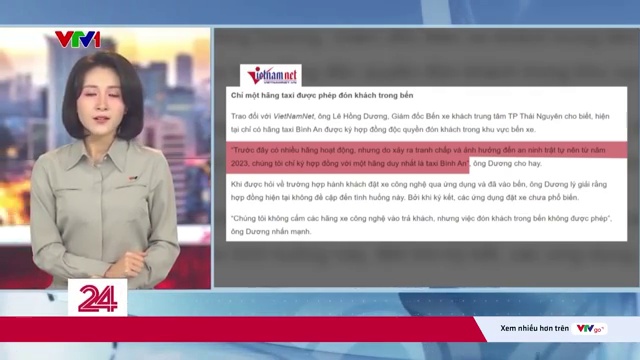 VTV1
vietnamnet
VIETNAMNET.VN
Chỉ một hãng taxi được phép đón khách trong bến
Trao đổi với VietNamNet, ông Lê Hồng Dương, Giám đốc Bến xe khách trung tâm TP Thái Nguyên cho biết, hiện
tại chỉ có hãng taxi Bình An được ký hợp đồng độc quyền đón khách trong khu vực bến xe.
“Trước đây có nhiều hãng hoạt động, nhưng do xảy ra tranh chấp và ảnh hưởng đến an ninh trật tự nên từ năm
2023, chúng tôi chỉ ký hợp đồng với một hãng duy nhất là taxi Bình An”, ông Dương cho hay.
Khi được hỏi về trường hợp hành khách đặt xe công nghệ qua ứng dụng và đã vào bến, ông Dương lý giải rằng
hợp đồng hiện tại không đề cập đến tình huống này. Bởi khi ký kết, các ứng dụng đặt xe chưa phổ biến.
“Chúng tôi không cấm các hãng xe công nghệ vào trả khách, nhưng việc đón khách trong bến không được phép”,
ông Dương nhấn mạnh.
24
Xem nhiều hơn trên
VTVgo